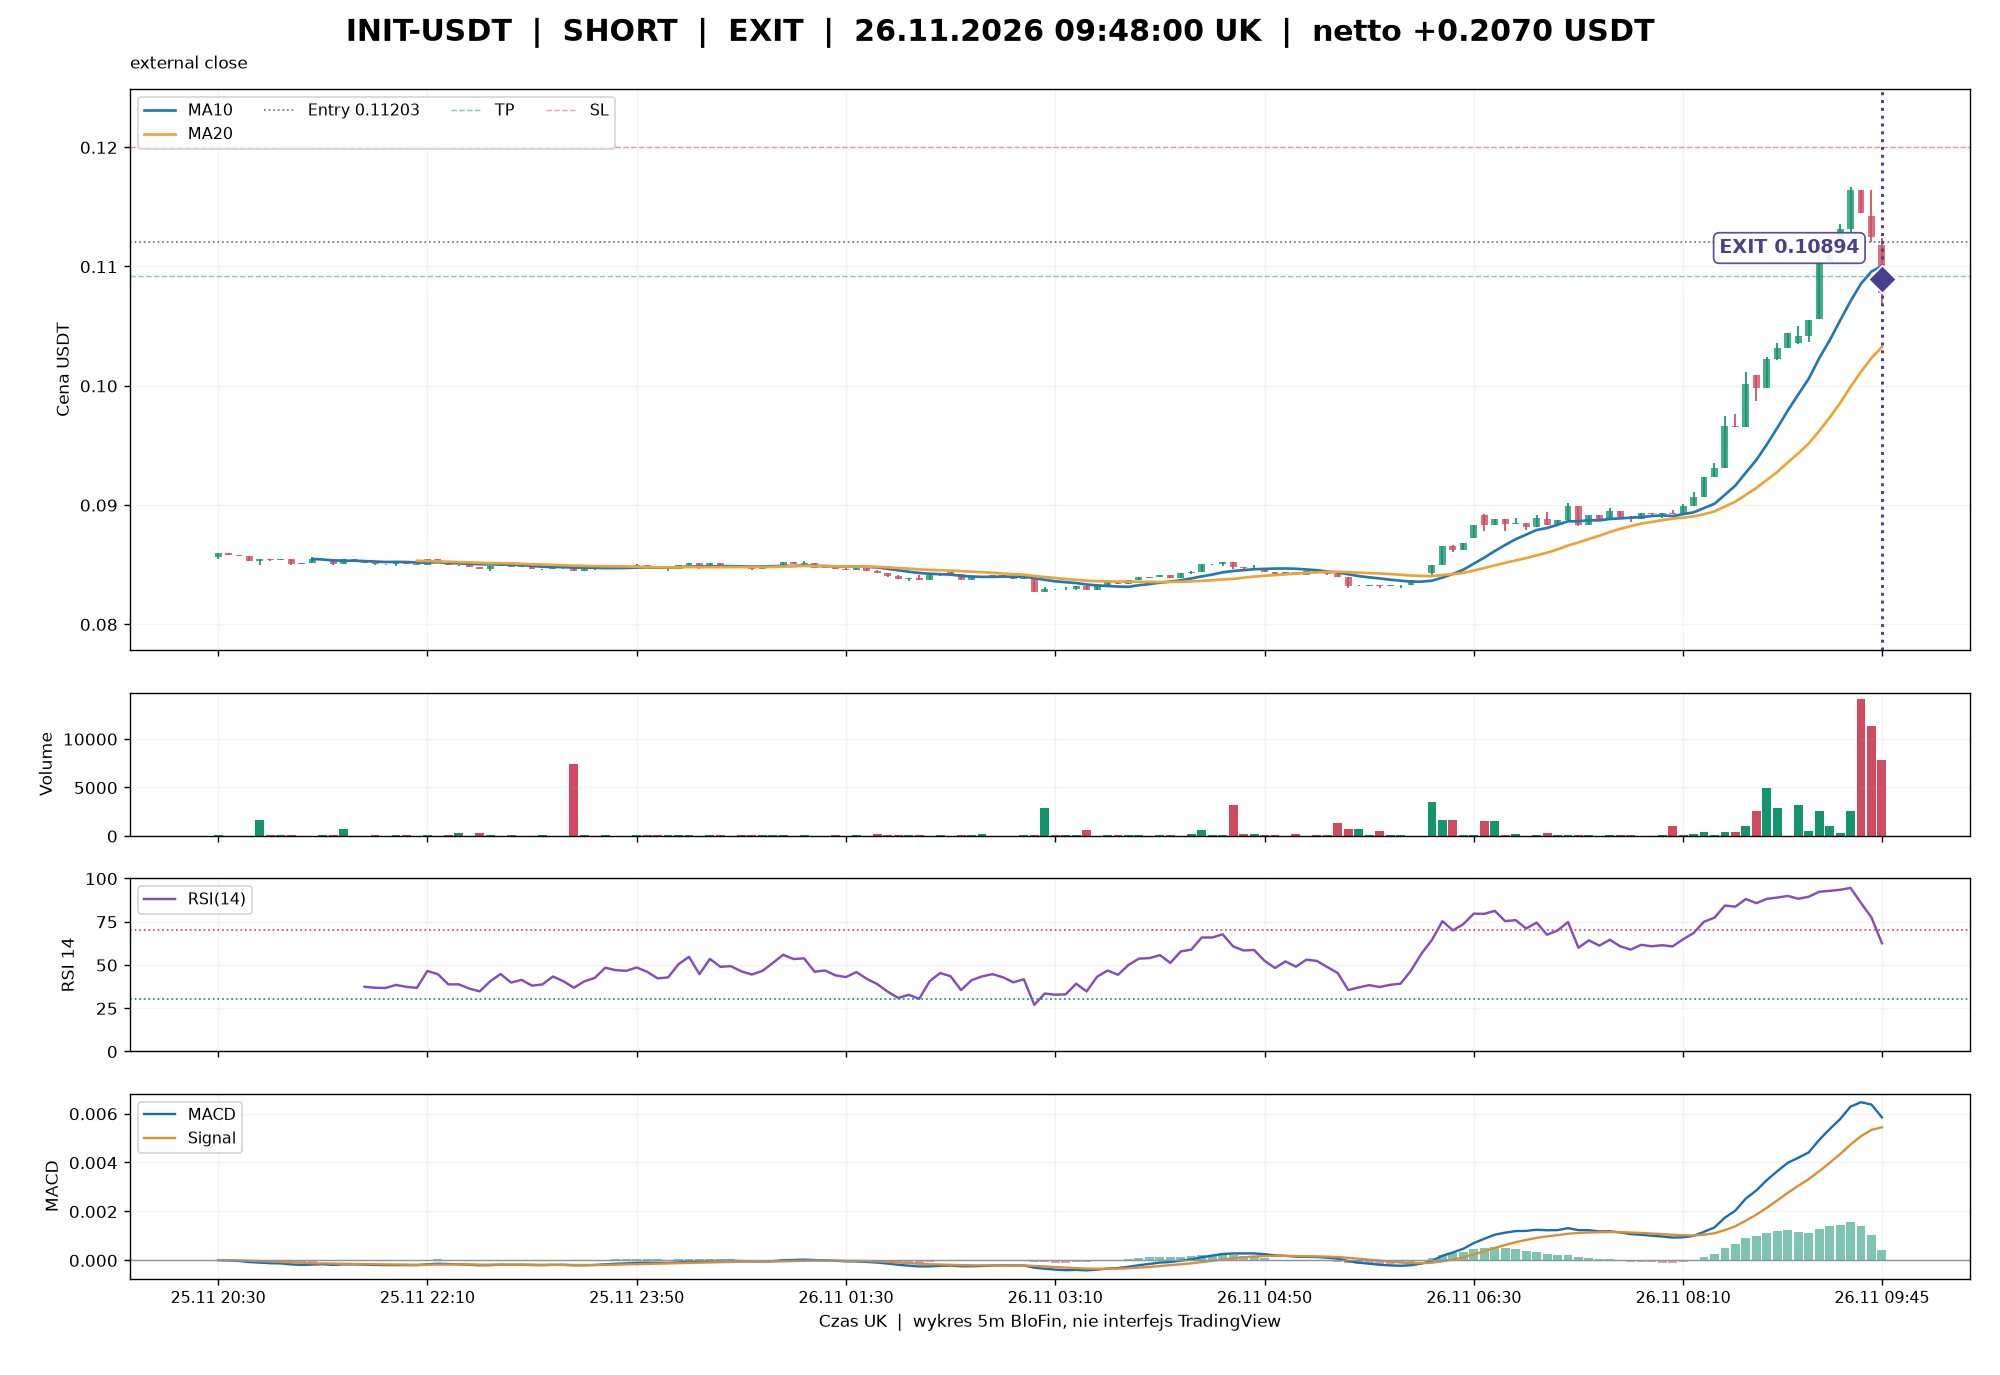 INIT-USDT | SHORT | EXIT | 26.11.2026 09:48:00 UK | netto +0.2070 USDT
external close
MA10
MA20
Entry 0.11203
TP
SL
Cena USDT
0.12
0.11
0.10
0.09
0.08
EXIT 0.10894
Volume
10000
5000
0
RSI 14
100
75
50
25
0
RSI(14)
MACD
0.006
0.004
0.002
0.000
MACD
Signal
25.11 20:30 25.11 22:10 25.11 23:50 26.11 01:30 26.11 03:10 26.11 04:50 26.11 06:30 26.11 08:10 26.11 09:45
Czas UK | wykres 5m BloFin, nie interfejs TradingView